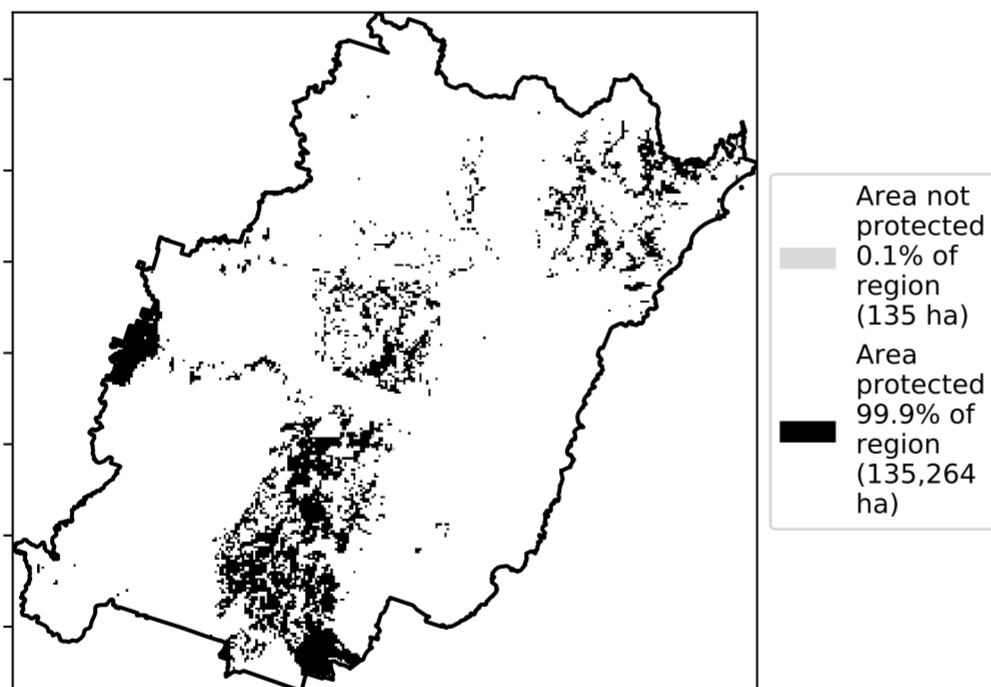 Area not
protected
0.1% of
region
(135 ha)
Area
protected
99.9% of
region
(135,264
ha)